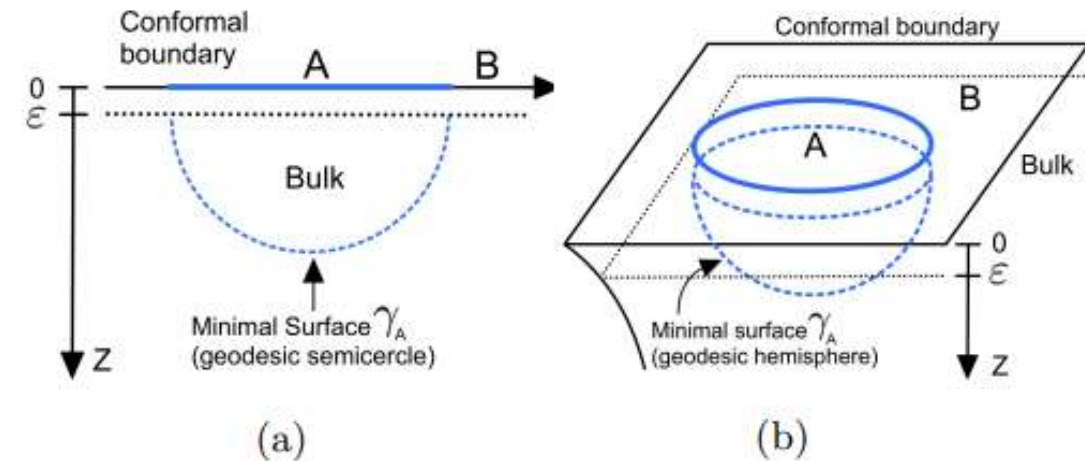 Conformal
boundary
A
B
0
ε
Bulk
Minimal Surface γA
(geodesic semicercle)
z
(a)
Conformal boundary
B
A
Bulk
0
ε
Minimal surface γA
(geodesic hemisphere)
z
(b)